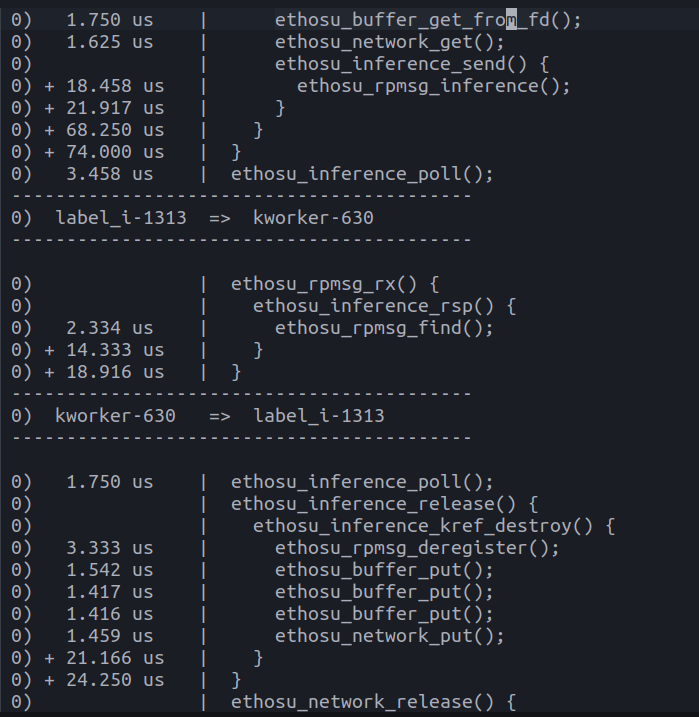 0)   1.750 us    |      ethosu_buffer_get_from_fd();
0)   1.625 us    |      ethosu_network_get();
0)               |      ethosu_inference_send() {
0) + 18.458 us   |        ethosu_rpmsg_inference();
0) + 21.917 us   |      }
0) + 68.250 us   |    }
0) + 74.000 us   |  }
0)   3.458 us    |  ethosu_inference_poll();
------------------------------------------
0)  label_i-1313  =>  kworker-630
------------------------------------------
0)               |  ethosu_rpmsg_rx() {
0)               |    ethosu_inference_rsp() {
0)   2.334 us    |      ethosu_rpmsg_find();
0) + 14.333 us   |    }
0) + 18.916 us   |  }
------------------------------------------
0)  kworker-630   =>  label_i-1313
------------------------------------------
0)   1.750 us    |  ethosu_inference_poll();
0)               |  ethosu_inference_release() {
0)               |    ethosu_inference_kref_destroy() {
0)   3.333 us    |      ethosu_rpmsg_deregister();
0)   1.542 us    |      ethosu_buffer_put();
0)   1.417 us    |      ethosu_buffer_put();
0)   1.416 us    |      ethosu_buffer_put();
0)   1.459 us    |      ethosu_network_put();
0) + 21.166 us   |    }
0) + 24.250 us   |  }
0)               |  ethosu_network_release() {